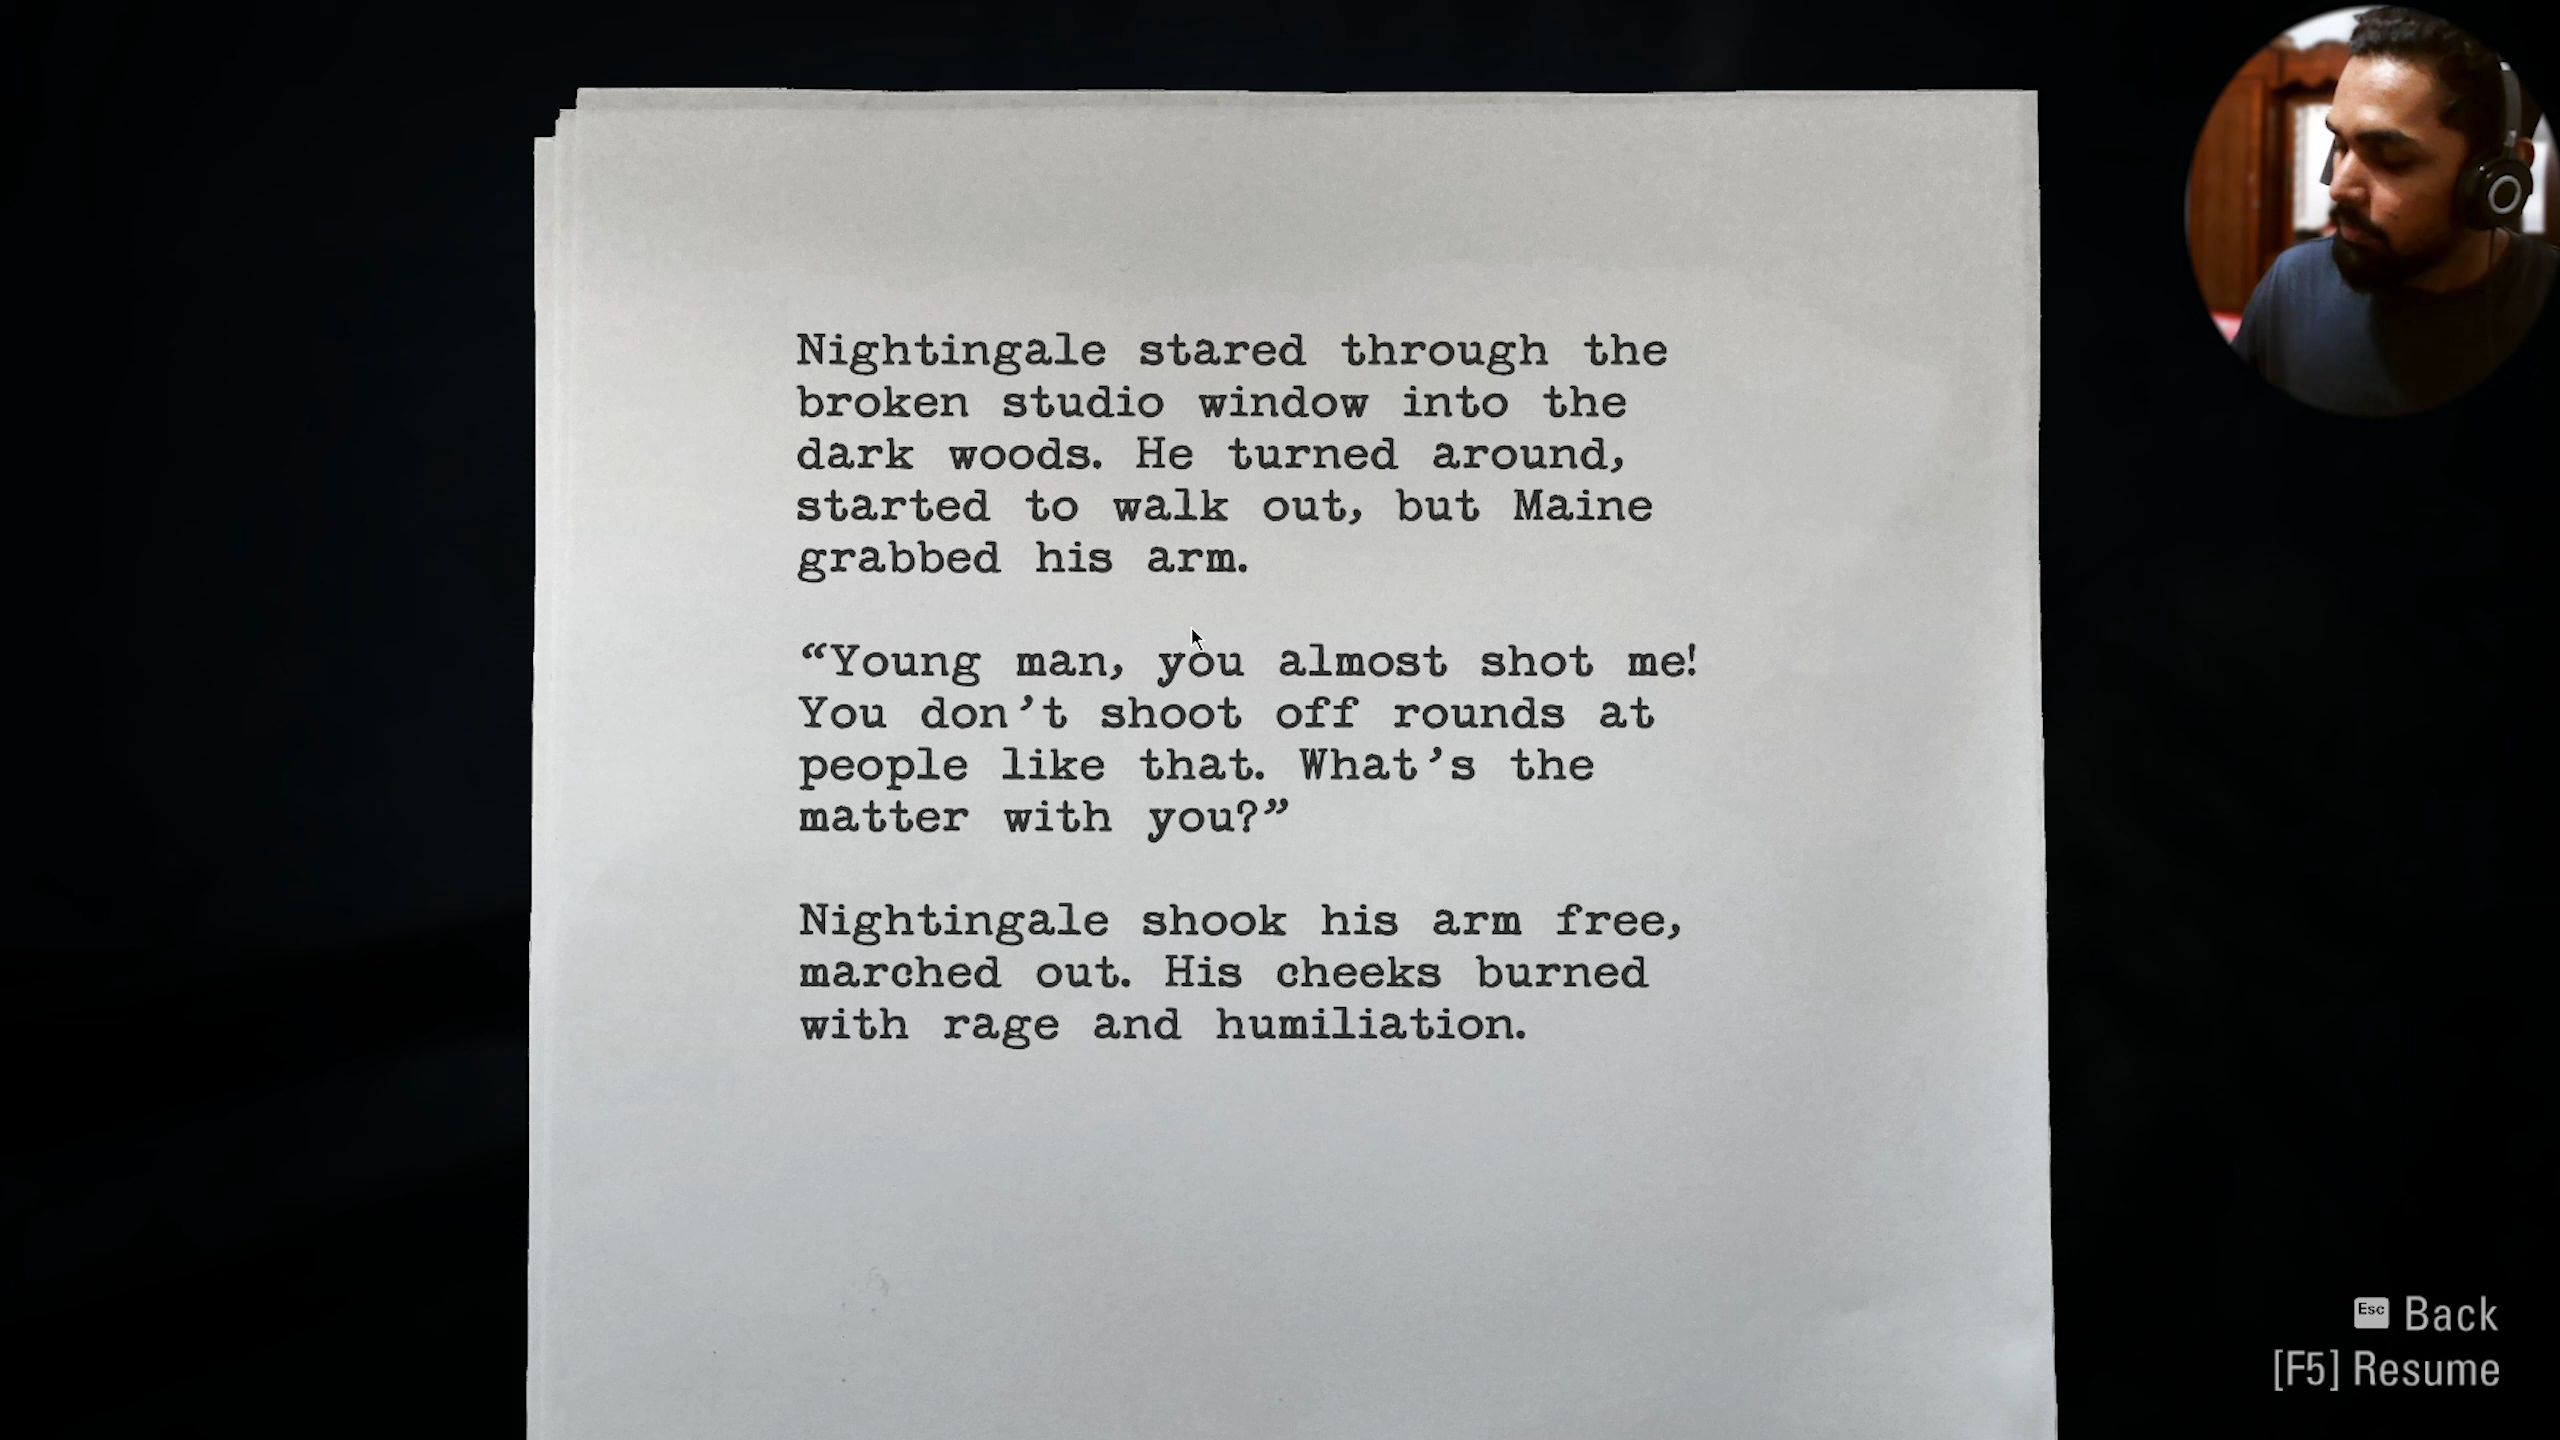 Nightingale stared through the
broken studio window into the
dark woods. He turned around,
started to walk out, but Maine
grabbed his arm.
“Young man, you almost shot me!
You don’t shoot off rounds at
people like that. What’s the
matter with you?”
Nightingale shook his arm free,
marched out. His cheeks burned
with rage and humiliation.
Esc Back
[F5] Resume